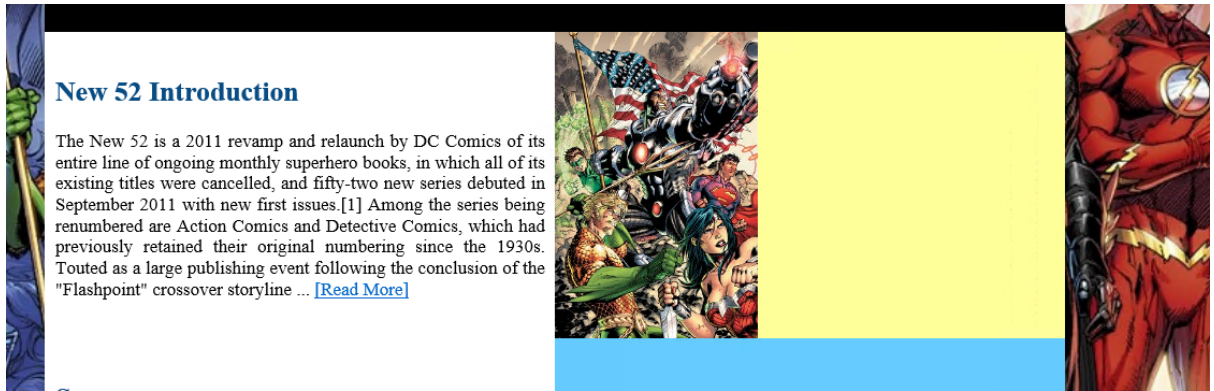 New 52 Introduction
The New 52 is a 2011 revamp and relaunch by DC Comics of its
entire line of ongoing monthly superhero books, in which all of its
existing titles were cancelled, and fifty-two new series debuted in
September 2011 with new first issues.[1] Among the series being
renumbered are Action Comics and Detective Comics, which had
previously retained their original numbering since the 1930s.
Touted as a large publishing event following the conclusion of the
"Flashpoint" crossover storyline ... [Read More]